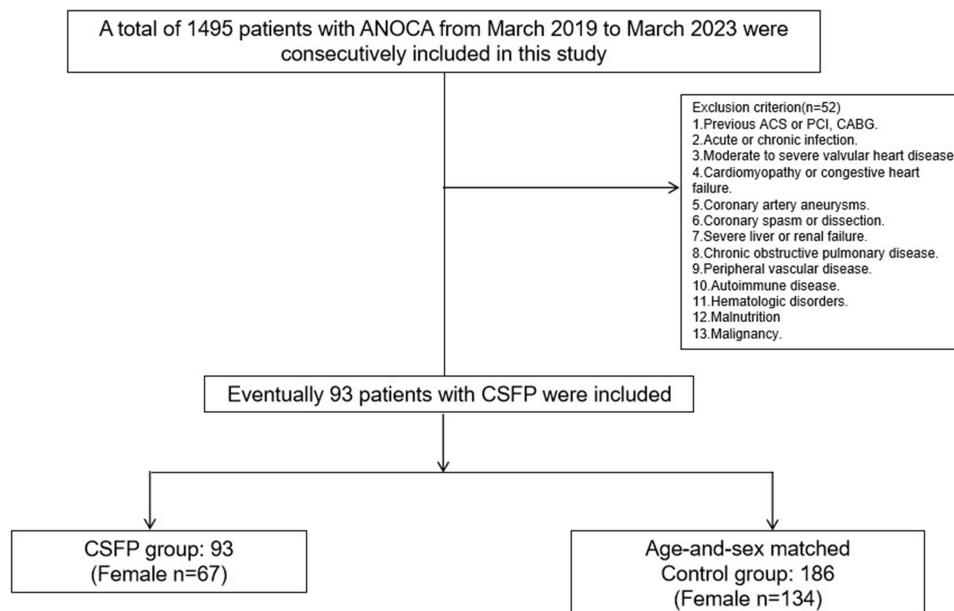 A total of 1495 patients with ANOCA from March 2019 to March 2023 were
consecutively included in this study
Exclusion criterion(n=52)
1.Previous ACS or PCI, CABG.
2.Acute or chronic infection.
3.Moderate to severe valvular heart disease
4.Cardiomyopathy or congestive heart
failure.
5.Coronary artery aneurysms.
6.Coronary spasm or dissection.
7.Severe liver or renal failure.
8.Chronic obstructive pulmonary disease.
9.Peripheral vascular disease.
10.Autoimmune disease.
11.Hematologic disorders.
12.Malnutrition
13.Malignancy.
Eventually 93 patients with CSFP were included
CSFP group: 93
(Female n=67)
Age-and-sex matched
Control group: 186
(Female n=134)